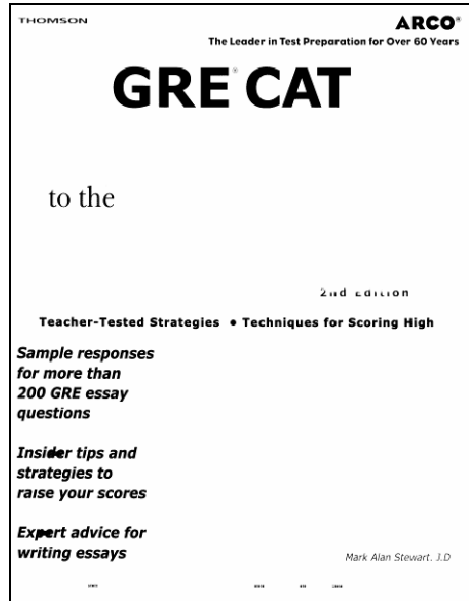 THOMSON
ARCO®
The Leader in Test Preparation for Over 60 Years
GRE® CAT
to the
2nd Edition
Teacher-Tested Strategies • Techniques for Scoring High
Sample responses
for more than
200 GRE essay
questions
Insider tips and
strategies to
raise your scores
Expert advice for
writing essays
Mark Alan Stewart. J.D